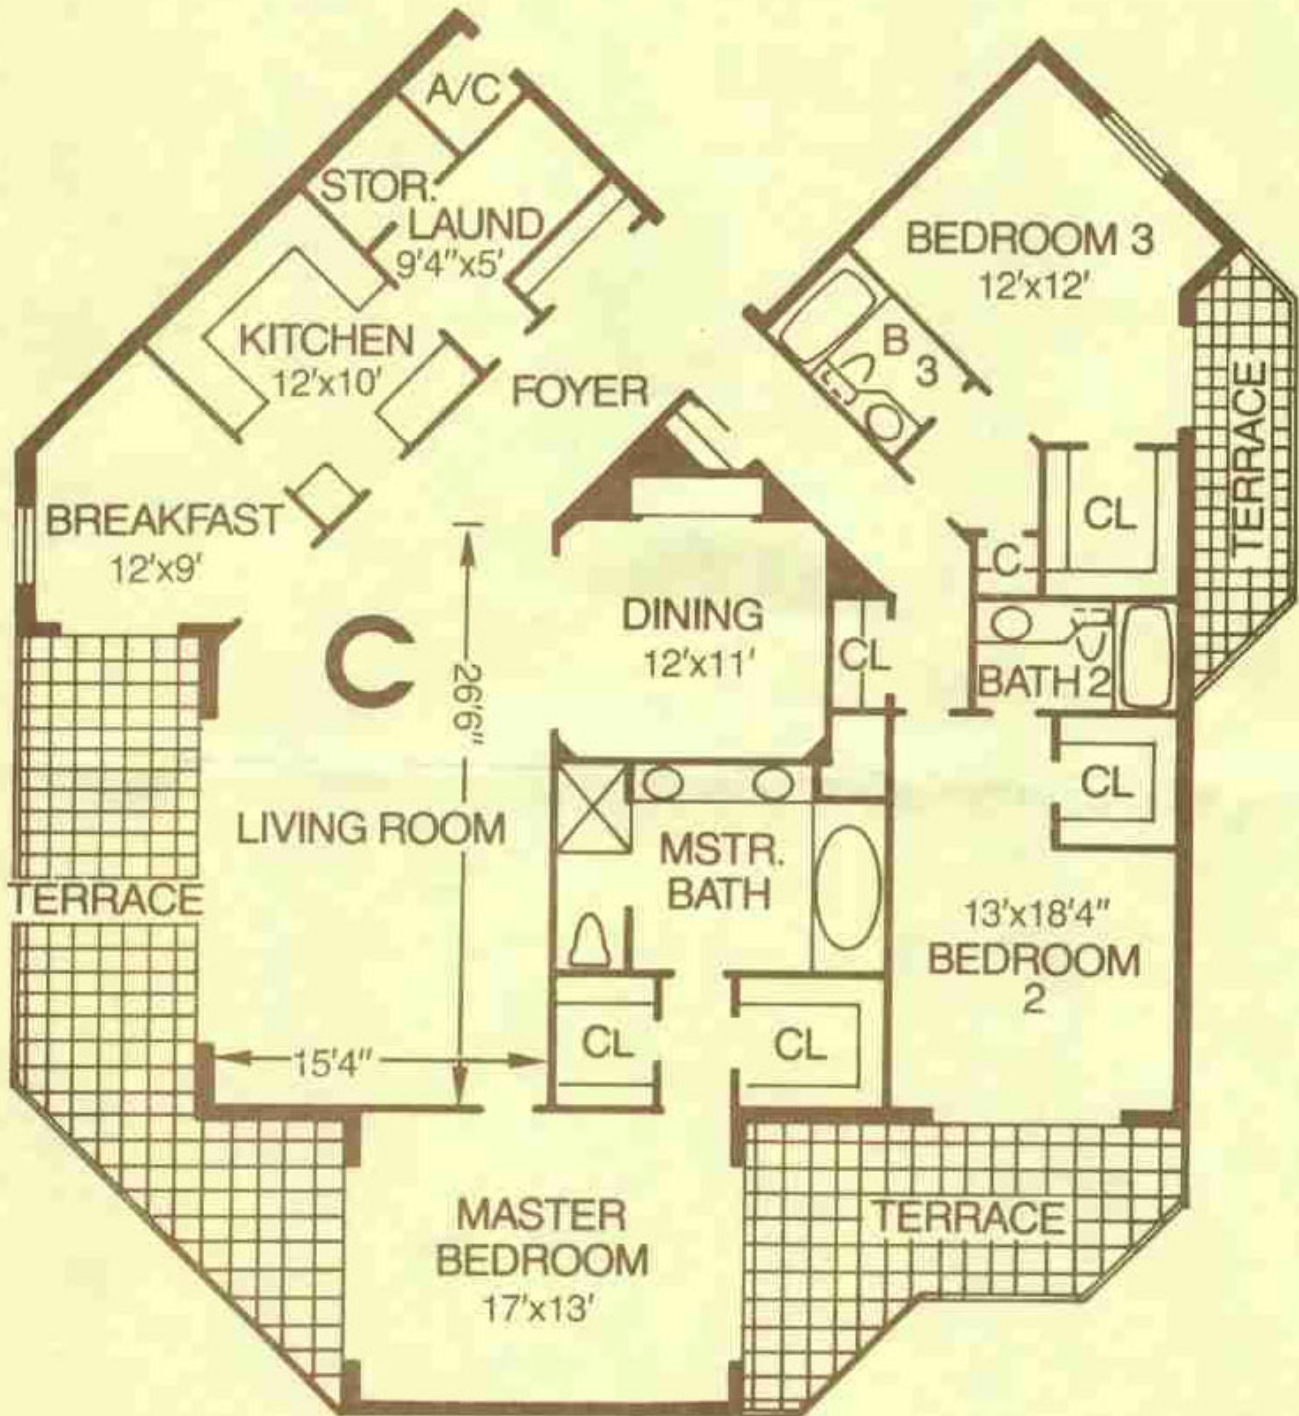 A/C
STOR.
LAUND
9'4"x5'
KITCHEN
12'x10'
FOYER
BREAKFAST
12'x9'
BEDROOM 3
12'x12'
B
3
TERRACE
CL
C
DINING
12'x11'
CL
BATH 2
CL
C
26'6"
LIVING ROOM
15'4"
TERRACE
MSTR.
BATH
CL
CL
13'x18'4"
BEDROOM
2
MASTER
BEDROOM
17'x13'
TERRACE